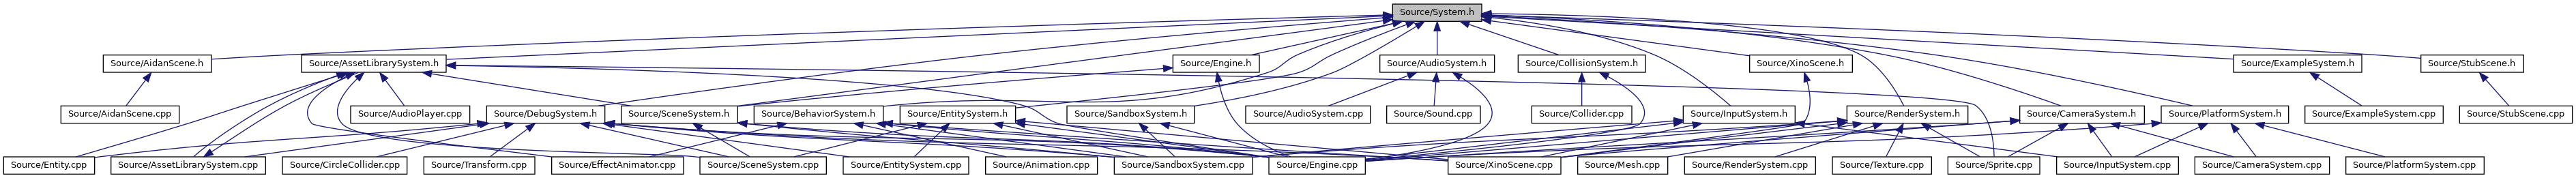 Source/System.h
Source/AidanScene.h
Source/AssetLibrarySystem.h
Source/Engine.h
Source/AudioSystem.h
Source/CollisionSystem.h
Source/XinoScene.h
Source/ExampleSystem.h
Source/StubScene.h
Source/AidanScene.cpp
Source/AudioPlayer.cpp
Source/DebugSystem.h
Source/SceneSystem.h
Source/BehaviorSystem.h
Source/EntitySystem.h
Source/SandboxSystem.h
Source/AudioSystem.cpp
Source/Sound.cpp
Source/Collider.cpp
Source/InputSystem.h
Source/RenderSystem.h
Source/CameraSystem.h
Source/PlatformSystem.h
Source/ExampleSystem.cpp
Source/StubScene.cpp
Source/Entity.cpp
Source/AssetLibrarySystem.cpp
Source/CircleCollider.cpp
Source/Transform.cpp
Source/EffectAnimator.cpp
Source/SceneSystem.cpp
Source/EntitySystem.cpp
Source/Animation.cpp
Source/SandboxSystem.cpp
Source/Engine.cpp
Source/XinoScene.cpp
Source/Mesh.cpp
Source/RenderSystem.cpp
Source/Texture.cpp
Source/Sprite.cpp
Source/InputSystem.cpp
Source/CameraSystem.cpp
Source/PlatformSystem.cpp